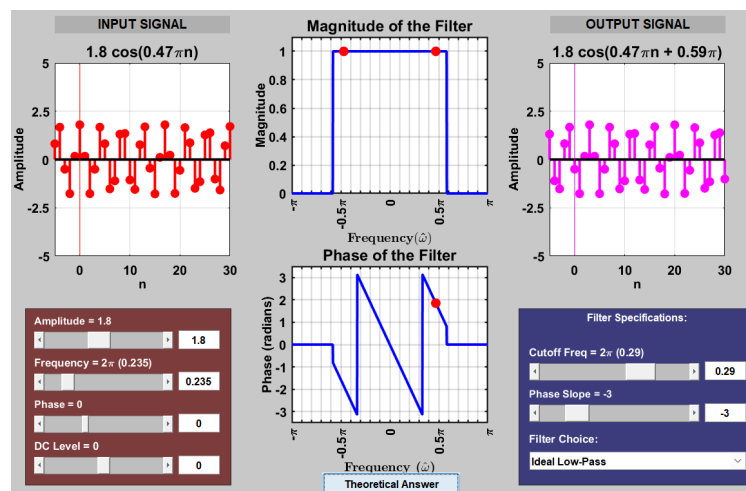 INPUT SIGNAL
1.8 cos(0.47πn)
5
2.5
0
-2.5
-5
Amplitude
0
10
20
30
n
Magnitude of the Filter
1
0.8
0.6
0.4
0.2
0
Magnitude
-π
-0.5π
0
0.5π
π
Frequency(ω̂)
Phase of the Filter
3
2
1
0
-1
-2
-3
Phase (radians)
-π
-0.5π
0
0.5π
π
Frequency (ω̂)
Theoretical Answer
OUTPUT SIGNAL
1.8 cos(0.47πn + 0.59π)
5
2.5
0
-2.5
-5
Amplitude
0
10
20
30
n
Amplitude = 1.8
1.8
Frequency = 2π (0.235)
0.235
Phase = 0
0
DC Level = 0
0
Filter Specifications:
Cutoff Freq = 2π (0.29)
0.29
Phase Slope = -3
-3
Filter Choice:
Ideal Low-Pass